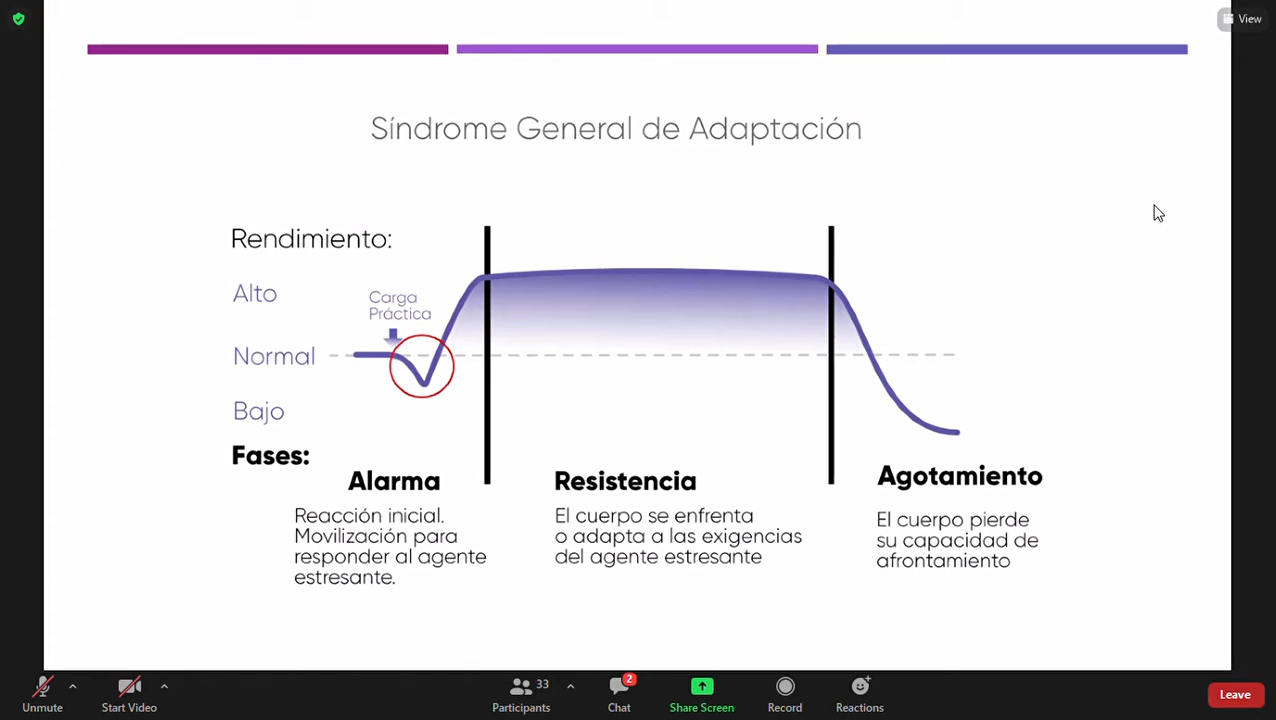 View
Síndrome General de Adaptación
Rendimiento:
Alto
Carga
Práctica
Normal
Bajo
Fases:
Alarma
Reacción inicial.
Movilización para
responder al agente
estresante.
Resistencia
El cuerpo se enfrenta
o adapta a las exigencias
del agente estresante
Agotamiento
El cuerpo pierde
su capacidad de
afrontamiento
Unmute
Start Video
33
Participants
2
Chat
Share Screen
Record
Reactions
Leave